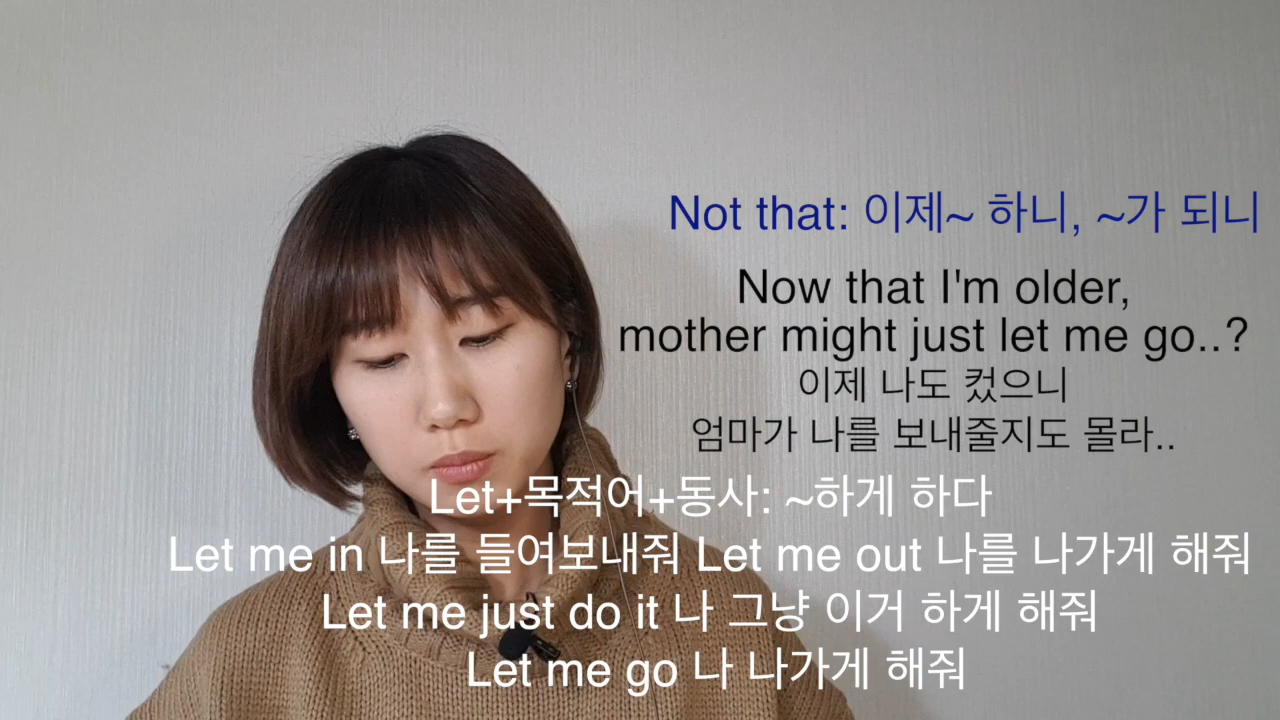 Not that: 이제~ 하니, ~가 되니
Now that I'm older,
mother might just let me go..?
이제 나도 컸으니
엄마가 나를 보내줄지도 몰라..
Let+목적어+동사: ~하게 하다
Let me in 나를 들여보내줘 Let me out 나를 나가게 해줘
Let me just do it 나 그냥 이거 하게 해줘
Let me go 나 나가게 해줘